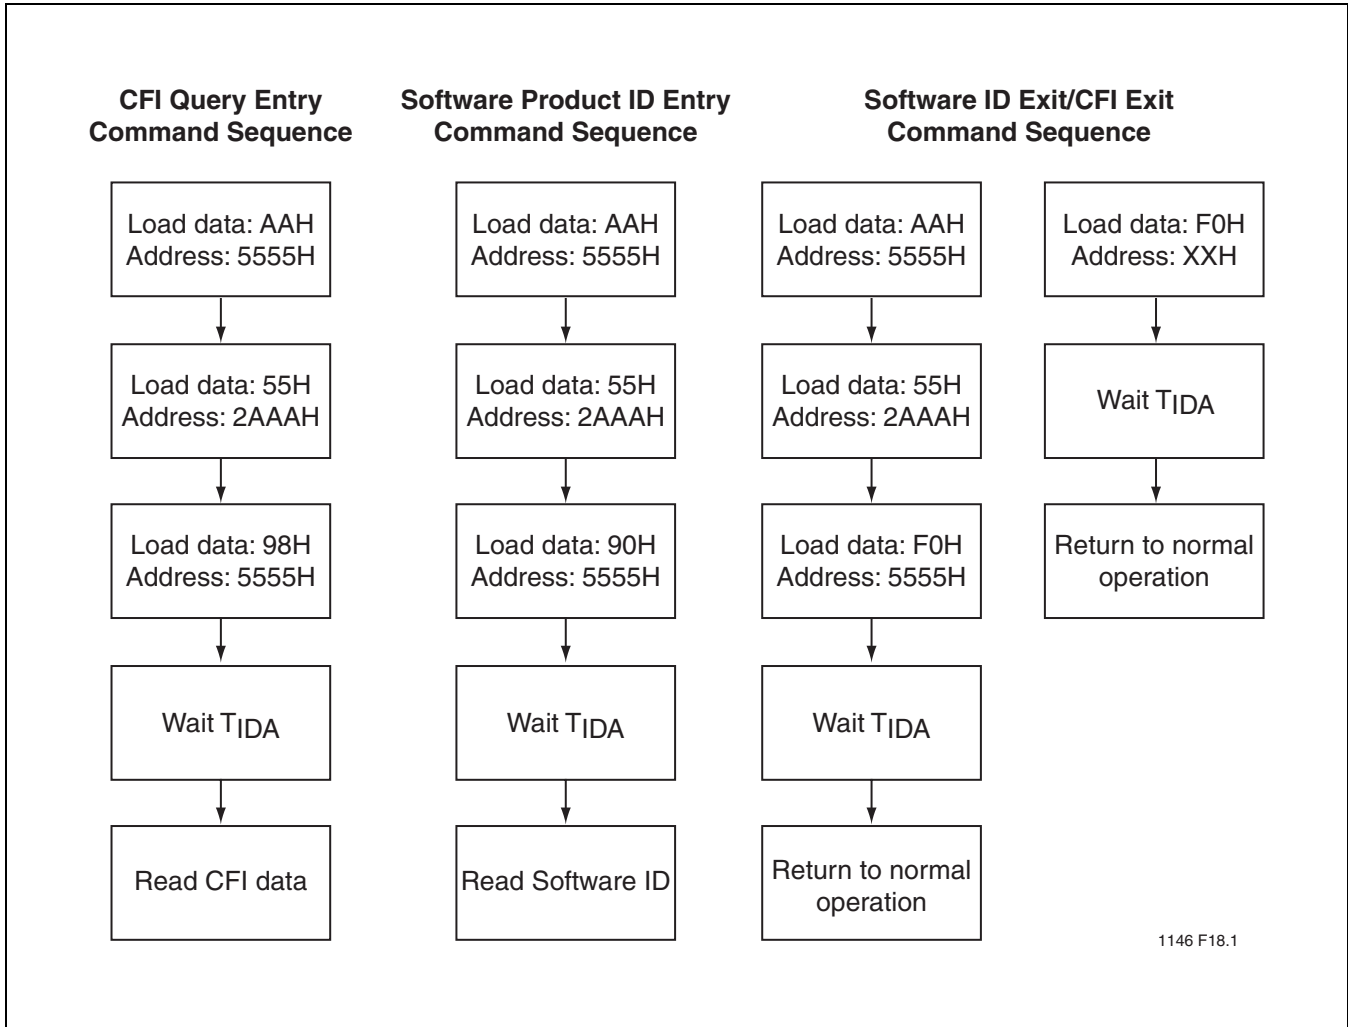 CFI Query Entry
Command Sequence
Load data: AAH
Address: 5555H
Load data: 55H
Address: 2AAAH
Load data: 98H
Address: 5555H
Wait TIDA
Read CFI data
Software Product ID Entry
Command Sequence
Load data: AAH
Address: 5555H
Load data: 55H
Address: 2AAAH
Load data: 90H
Address: 5555H
Wait TIDA
Read Software ID
Software ID Exit/CFI Exit
Command Sequence
Load data: AAH
Address: 5555H
Load data: 55H
Address: 2AAAH
Load data: F0H
Address: 5555H
Wait TIDA
Return to normal
operation
Load data: F0H
Address: XXH
Wait TIDA
Return to normal
operation
1146 F18.1